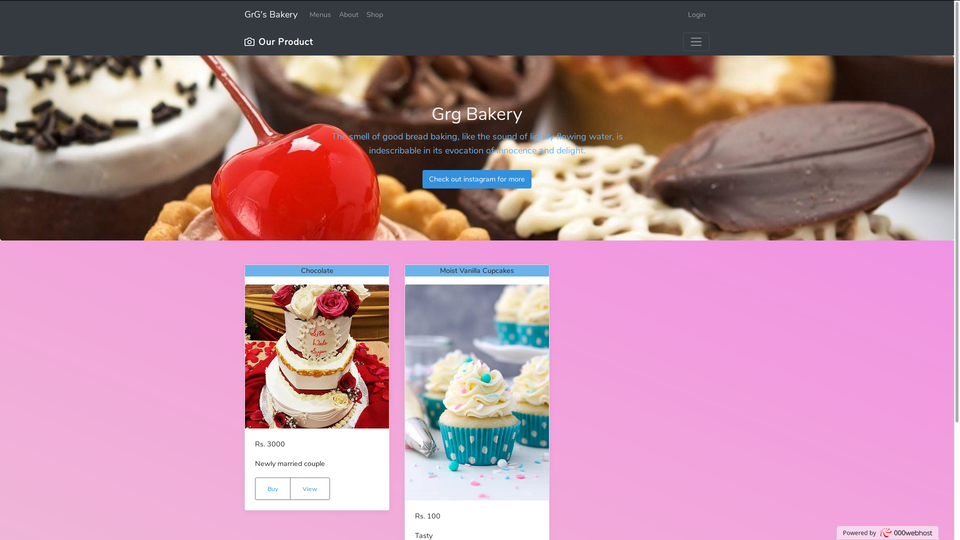 GrG's Bakery Menus About Shop Login
Our Product
Grg Bakery
The smell of good bread baking, like the sound of lightly flowing water, is
indescribable in its evocation of innocence and delight.
Check out instagram for more
Chocolate
Rs. 3000
Newly married couple
Buy View
Moist Vanilla Cupcakes
Rs. 100
Tasty
Powered by 000webhost